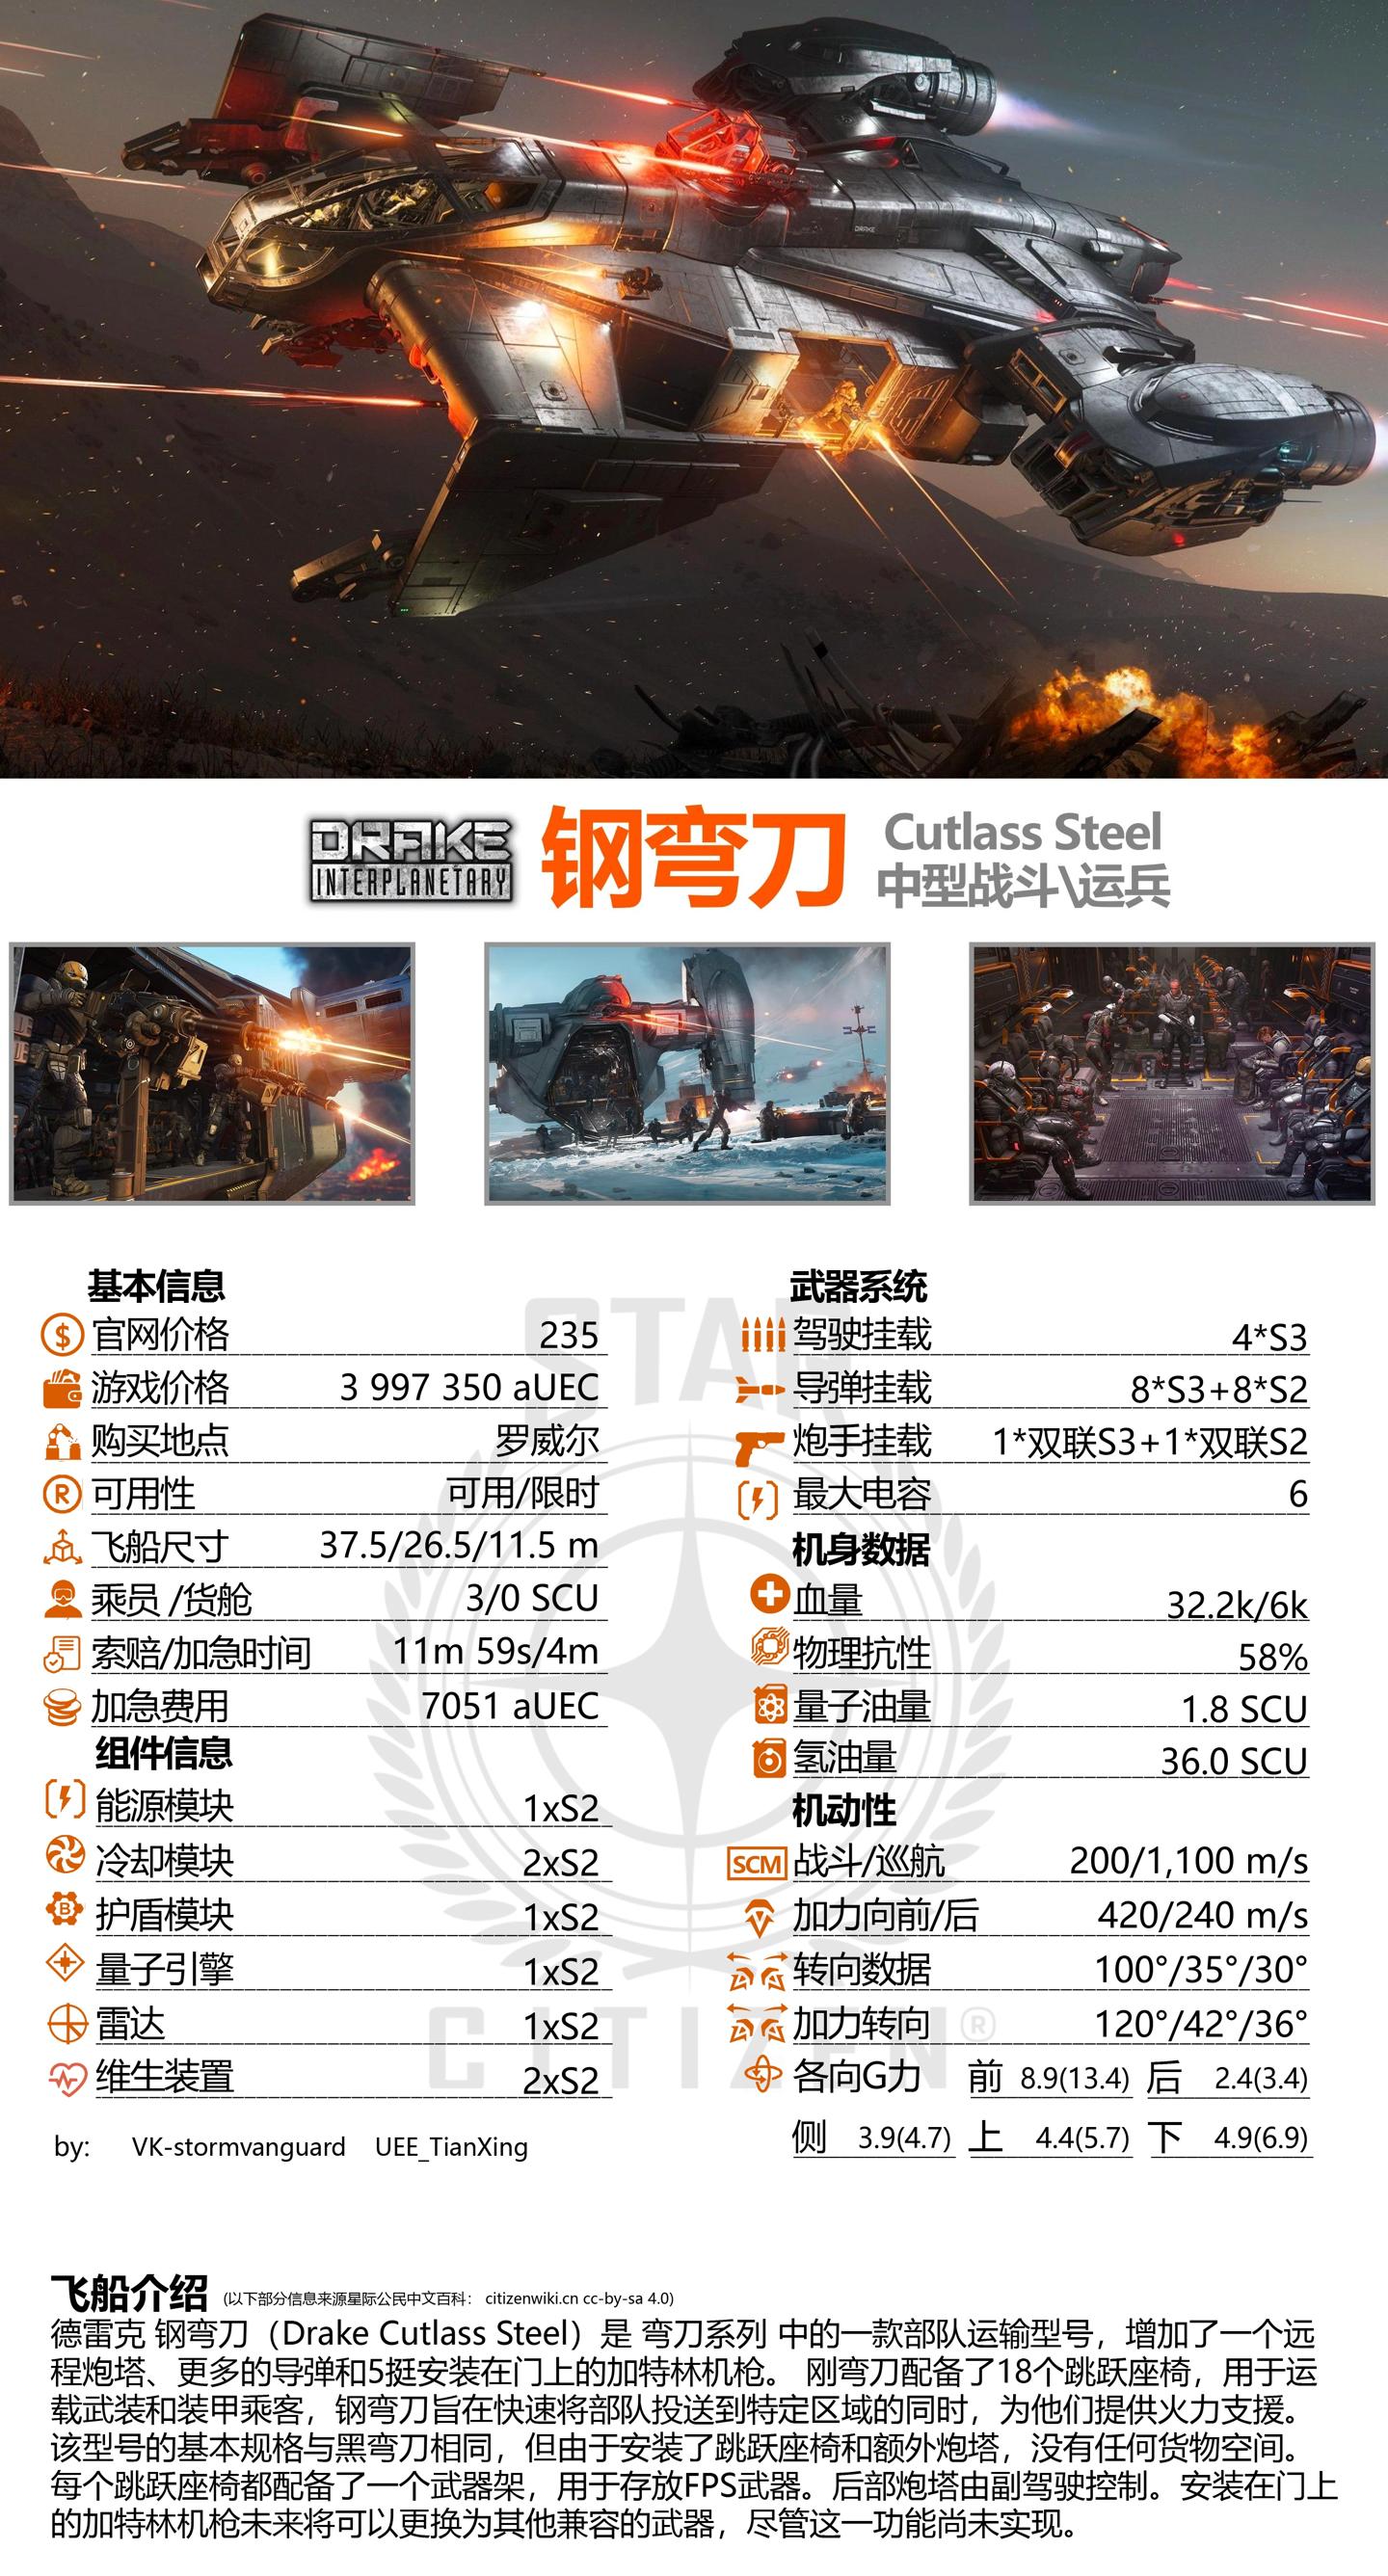 DRAKE
DRAKE
INTERPLANETARY
钢弯刀
Cutlass Steel
中型战斗\运兵
基本信息
官网价格 235
游戏价格 3 997 350 aUEC
购买地点 罗威尔
可用性 可用/限时
飞船尺寸 37.5/26.5/11.5 m
乘员 /货舱 3/0 SCU
索赔/加急时间 11m 59s/4m
加急费用 7051 aUEC
组件信息
能源模块 1xS2
冷却模块 2xS2
护盾模块 1xS2
量子引擎 1xS2
雷达 1xS2
维生装置 2xS2
by: VK-stormvanguard UEE_TianXing
武器系统
驾驶挂载 4*S3
导弹挂载 8*S3+8*S2
炮手挂载 1*双联S3+1*双联S2
最大电容 6
机身数据
血量 32.2k/6k
物理抗性 58%
量子油量 1.8 SCU
氢油量 36.0 SCU
机动性
SCM 战斗/巡航 200/1,100 m/s
加力向前/后 420/240 m/s
转向数据 100°/35°/30°
加力转向 120°/42°/36°
各向G力 前 8.9(13.4) 后 2.4(3.4)
侧 3.9(4.7) 上 4.4(5.7) 下 4.9(6.9)
STAR
CITIZEN®
飞船介绍 (以下部分信息来源星际公民中文百科： citizenwiki.cn cc-by-sa 4.0)
德雷克 钢弯刀（Drake Cutlass Steel）是 弯刀系列 中的一款部队运输型号，增加了一个远
程炮塔、更多的导弹和5挺安装在门上的加特林机枪。 刚弯刀配备了18个跳跃座椅，用于运
载武装和装甲乘客，钢弯刀旨在快速将部队投送到特定区域的同时，为他们提供火力支援。
该型号的基本规格与黑弯刀相同，但由于安装了跳跃座椅和额外炮塔，没有任何货物空间。
每个跳跃座椅都配备了一个武器架，用于存放FPS武器。后部炮塔由副驾驶控制。安装在门上
的加特林机枪未来将可以更换为其他兼容的武器，尽管这一功能尚未实现。